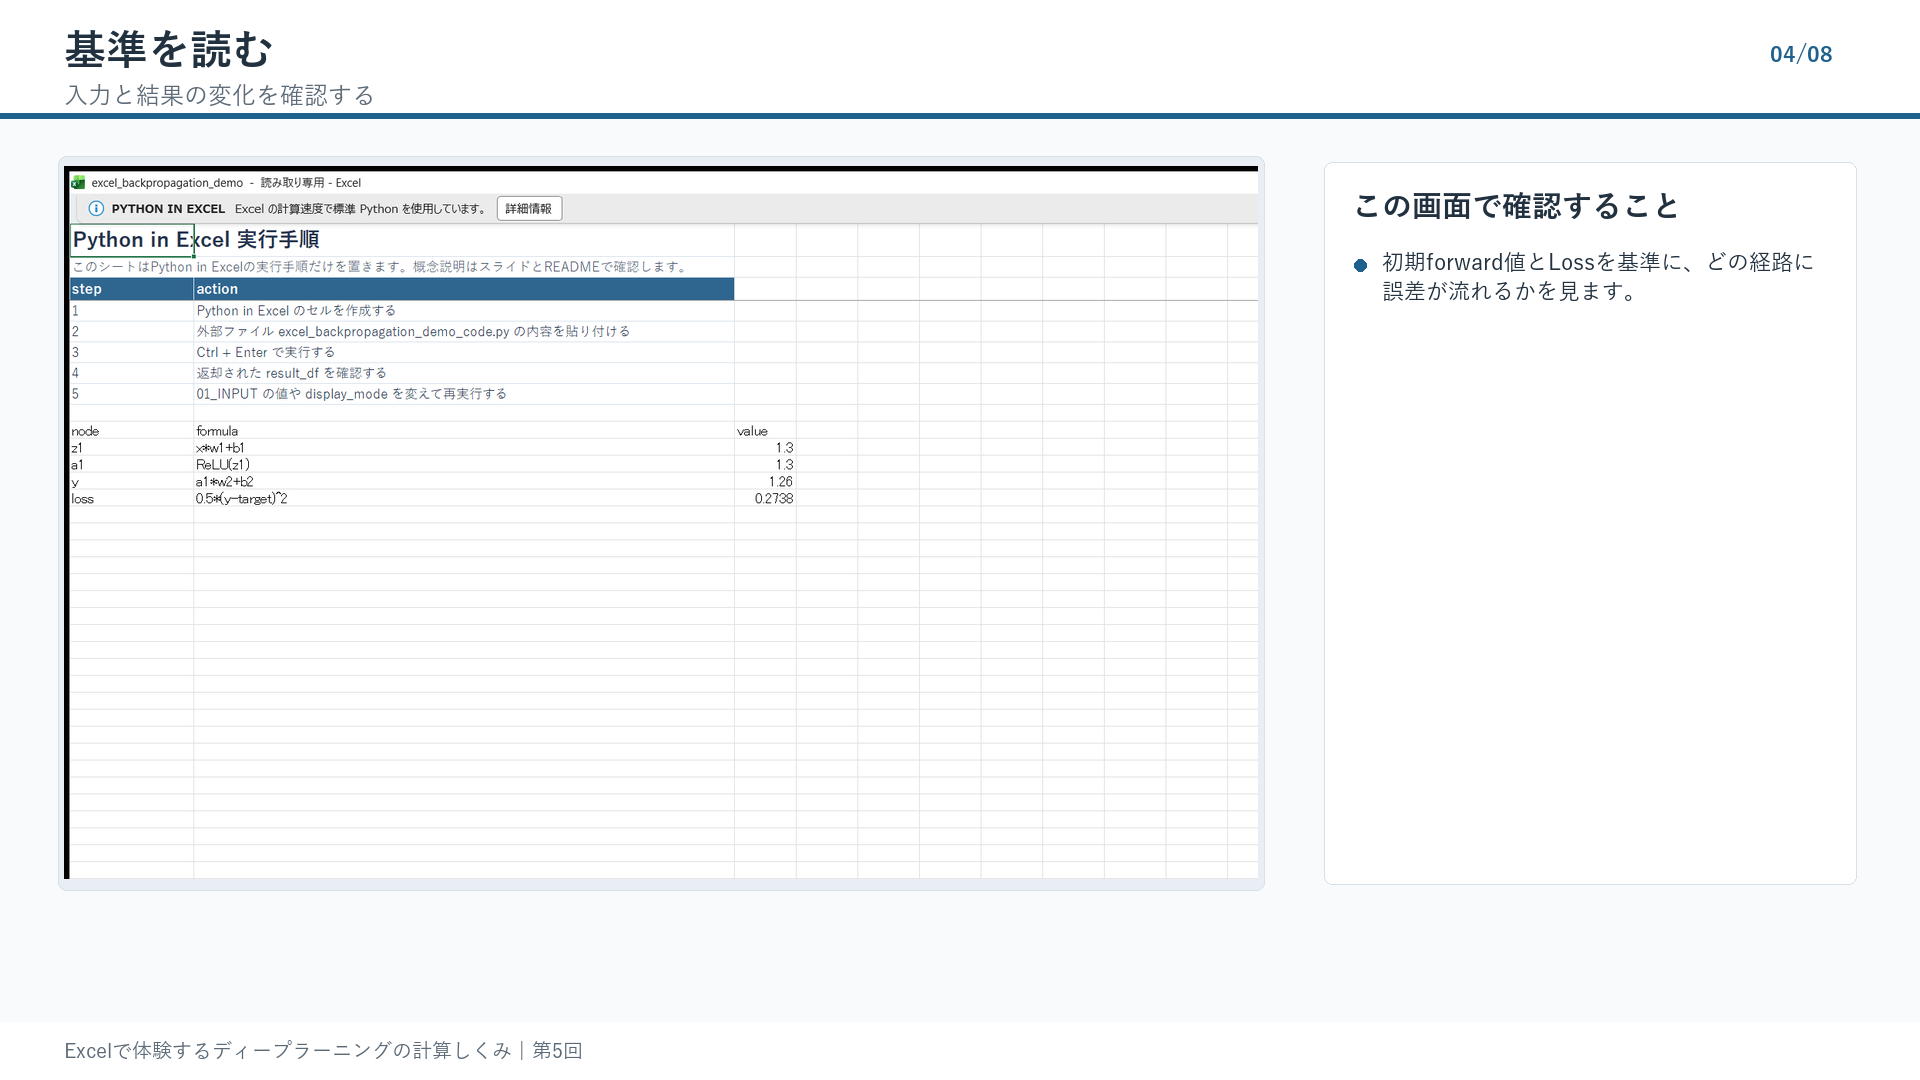 基準を読む
入力と結果の変化を確認する
04/08
excel_backpropagation_demo - 読み取り専用 - Excel
PYTHON IN EXCEL Excel の計算速度で標準 Python を使用しています。 詳細情報
Python in Excel 実行手順
このシートはPython in Excelの実行手順だけを置きます。概念説明はスライドとREADMEで確認します。
step action
1 Python in Excel のセルを作成する
2 外部ファイル excel_backpropagation_demo_code.py の内容を貼り付ける
3 Ctrl + Enter で実行する
4 返却された result_df を確認する
5 01_INPUT の値や display_mode を変えて再実行する
node formula value
z1 x*w1+b1 1.3
a1 ReLU(z1) 1.3
y a1*w2+b2 1.26
loss 0.5*(y-target)^2 0.2738
この画面で確認すること
初期forward値とLossを基準に、どの経路に
誤差が流れるかを見ます。
Excelで体験するディープラーニングの計算しくみ｜第5回